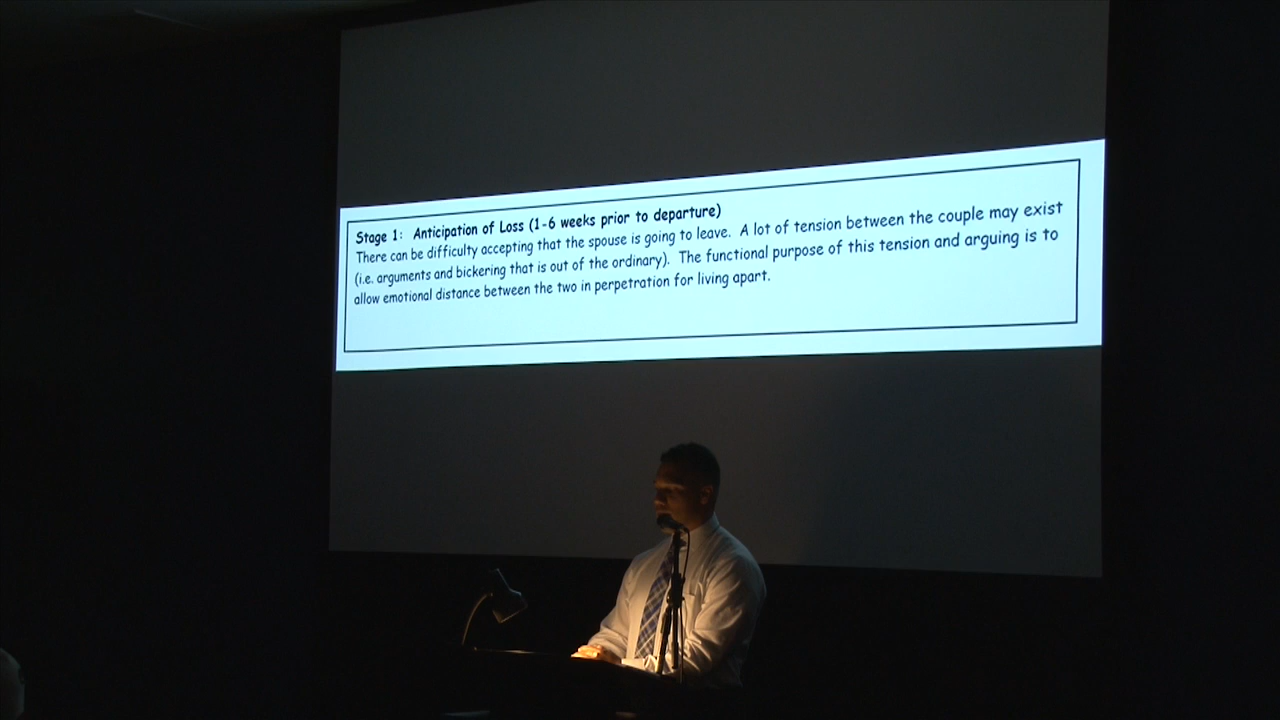 Stage 1: Anticipation of Loss (1-6 weeks prior to departure)
There can be difficulty accepting that the spouse is going to leave. A lot of tension between the couple may exist
(i.e. arguments and bickering that is out of the ordinary). The functional purpose of this tension and arguing is to
allow emotional distance between the two in perpetration for living apart.